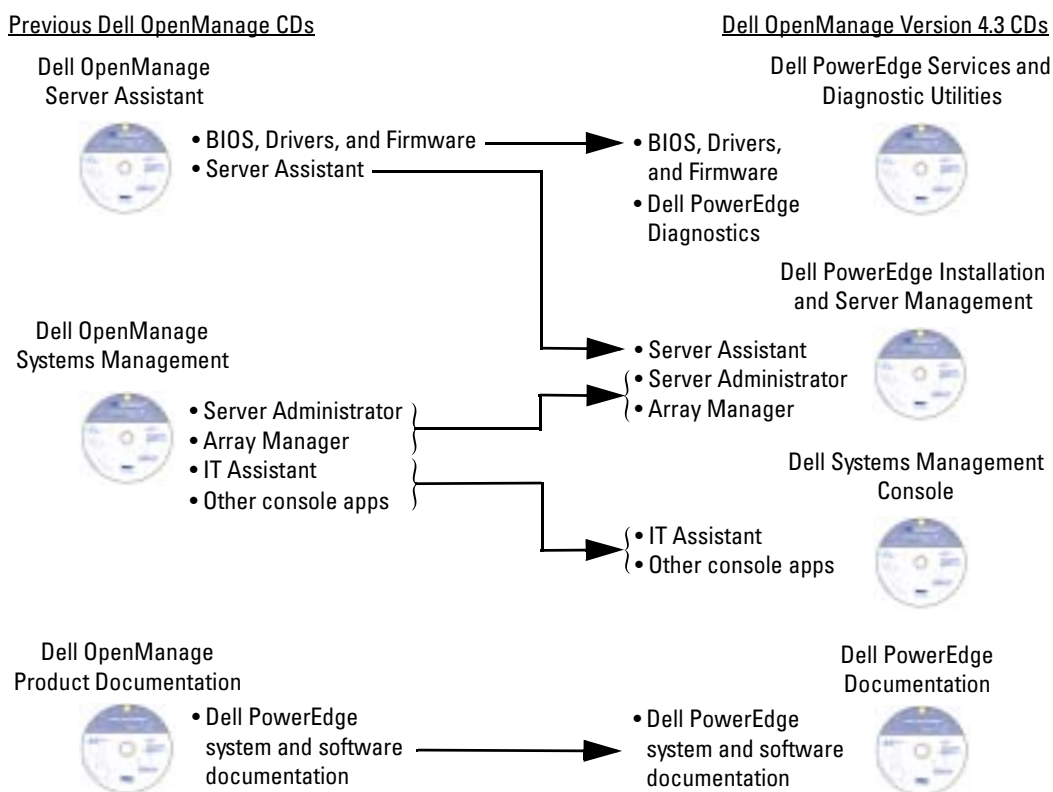 Previous Dell OpenManage CDs
Dell OpenManage
Server Assistant
• BIOS, Drivers, and Firmware
• Server Assistant
Dell OpenManage
Systems Management
• Server Administrator
• Array Manager
• IT Assistant
• Other console apps
Dell OpenManage
Product Documentation
• Dell PowerEdge
system and software
documentation
Dell OpenManage Version 4.3 CDs
Dell PowerEdge Services and
Diagnostic Utilities
• BIOS, Drivers,
and Firmware
• Dell PowerEdge
Diagnostics
Dell PowerEdge Installation
and Server Management
• Server Assistant
• Server Administrator
• Array Manager
Dell Systems Management
Console
• IT Assistant
• Other console apps
Dell PowerEdge
Documentation
• Dell PowerEdge
system and software
documentation